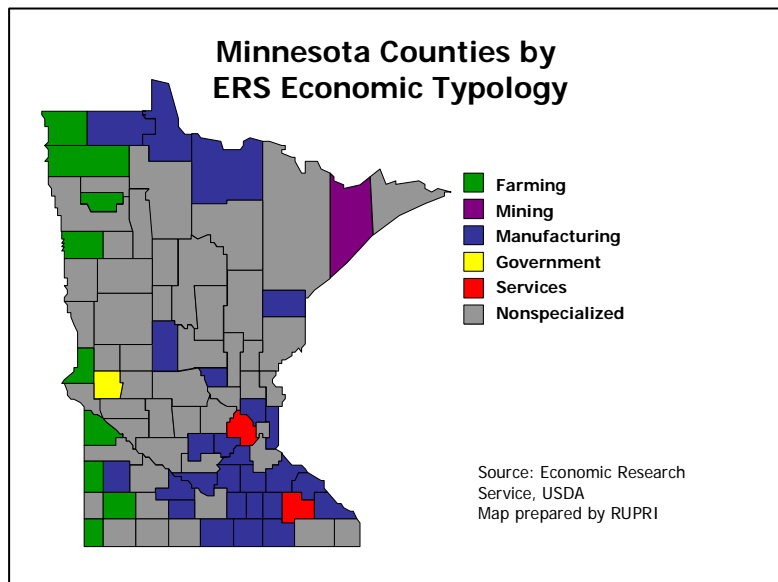 Minnesota Counties by
ERS Economic Typology
Farming
Mining
Manufacturing
Government
Services
Nonspecialized
Source: Economic Research
Service, USDA
Map prepared by RUPRI